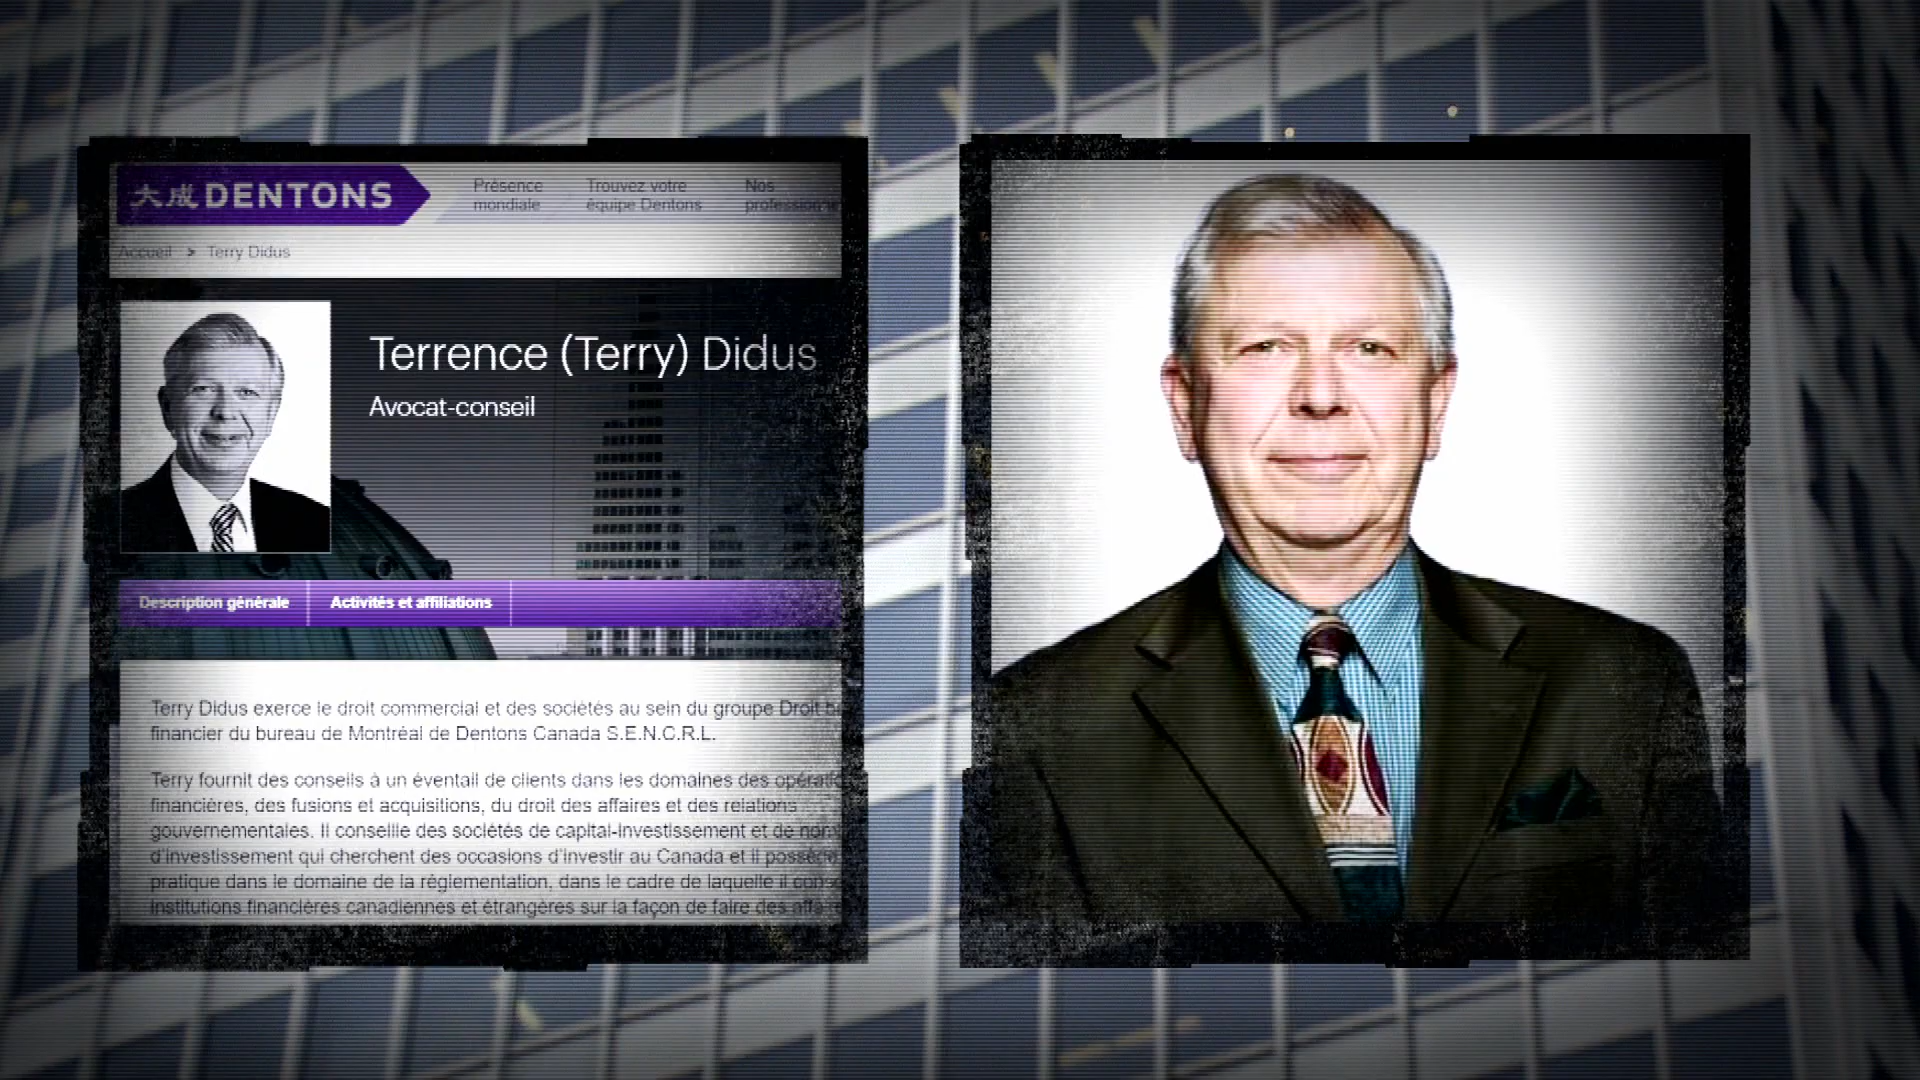 大成 DENTONS
Présence
mondiale
Trouvez votre
équipe Dentons
Nos
Accueil > Terry Didus
Terrence (Terry) Didus
Avocat-conseil
Description générale
Activités et affiliations
Terry Didus exerce le droit commercial et des sociétés au sein du groupe Droit
financier du bureau de Montréal de Dentons Canada S.E.N.C.R.L.
Terry fournit des conseils à un éventail de clients dans les domaines des
financières, des fusions et acquisitions, du droit des affaires et des relations
gouvernementales. Il conseille des sociétés de capital-investissement et de
d'investissement qui cherchent des occasions d'investir au Canada et il
pratique dans le domaine de la réglementation, dans le cadre de laquelle il
institutions financières canadiennes et étrangères sur la façon de faire des